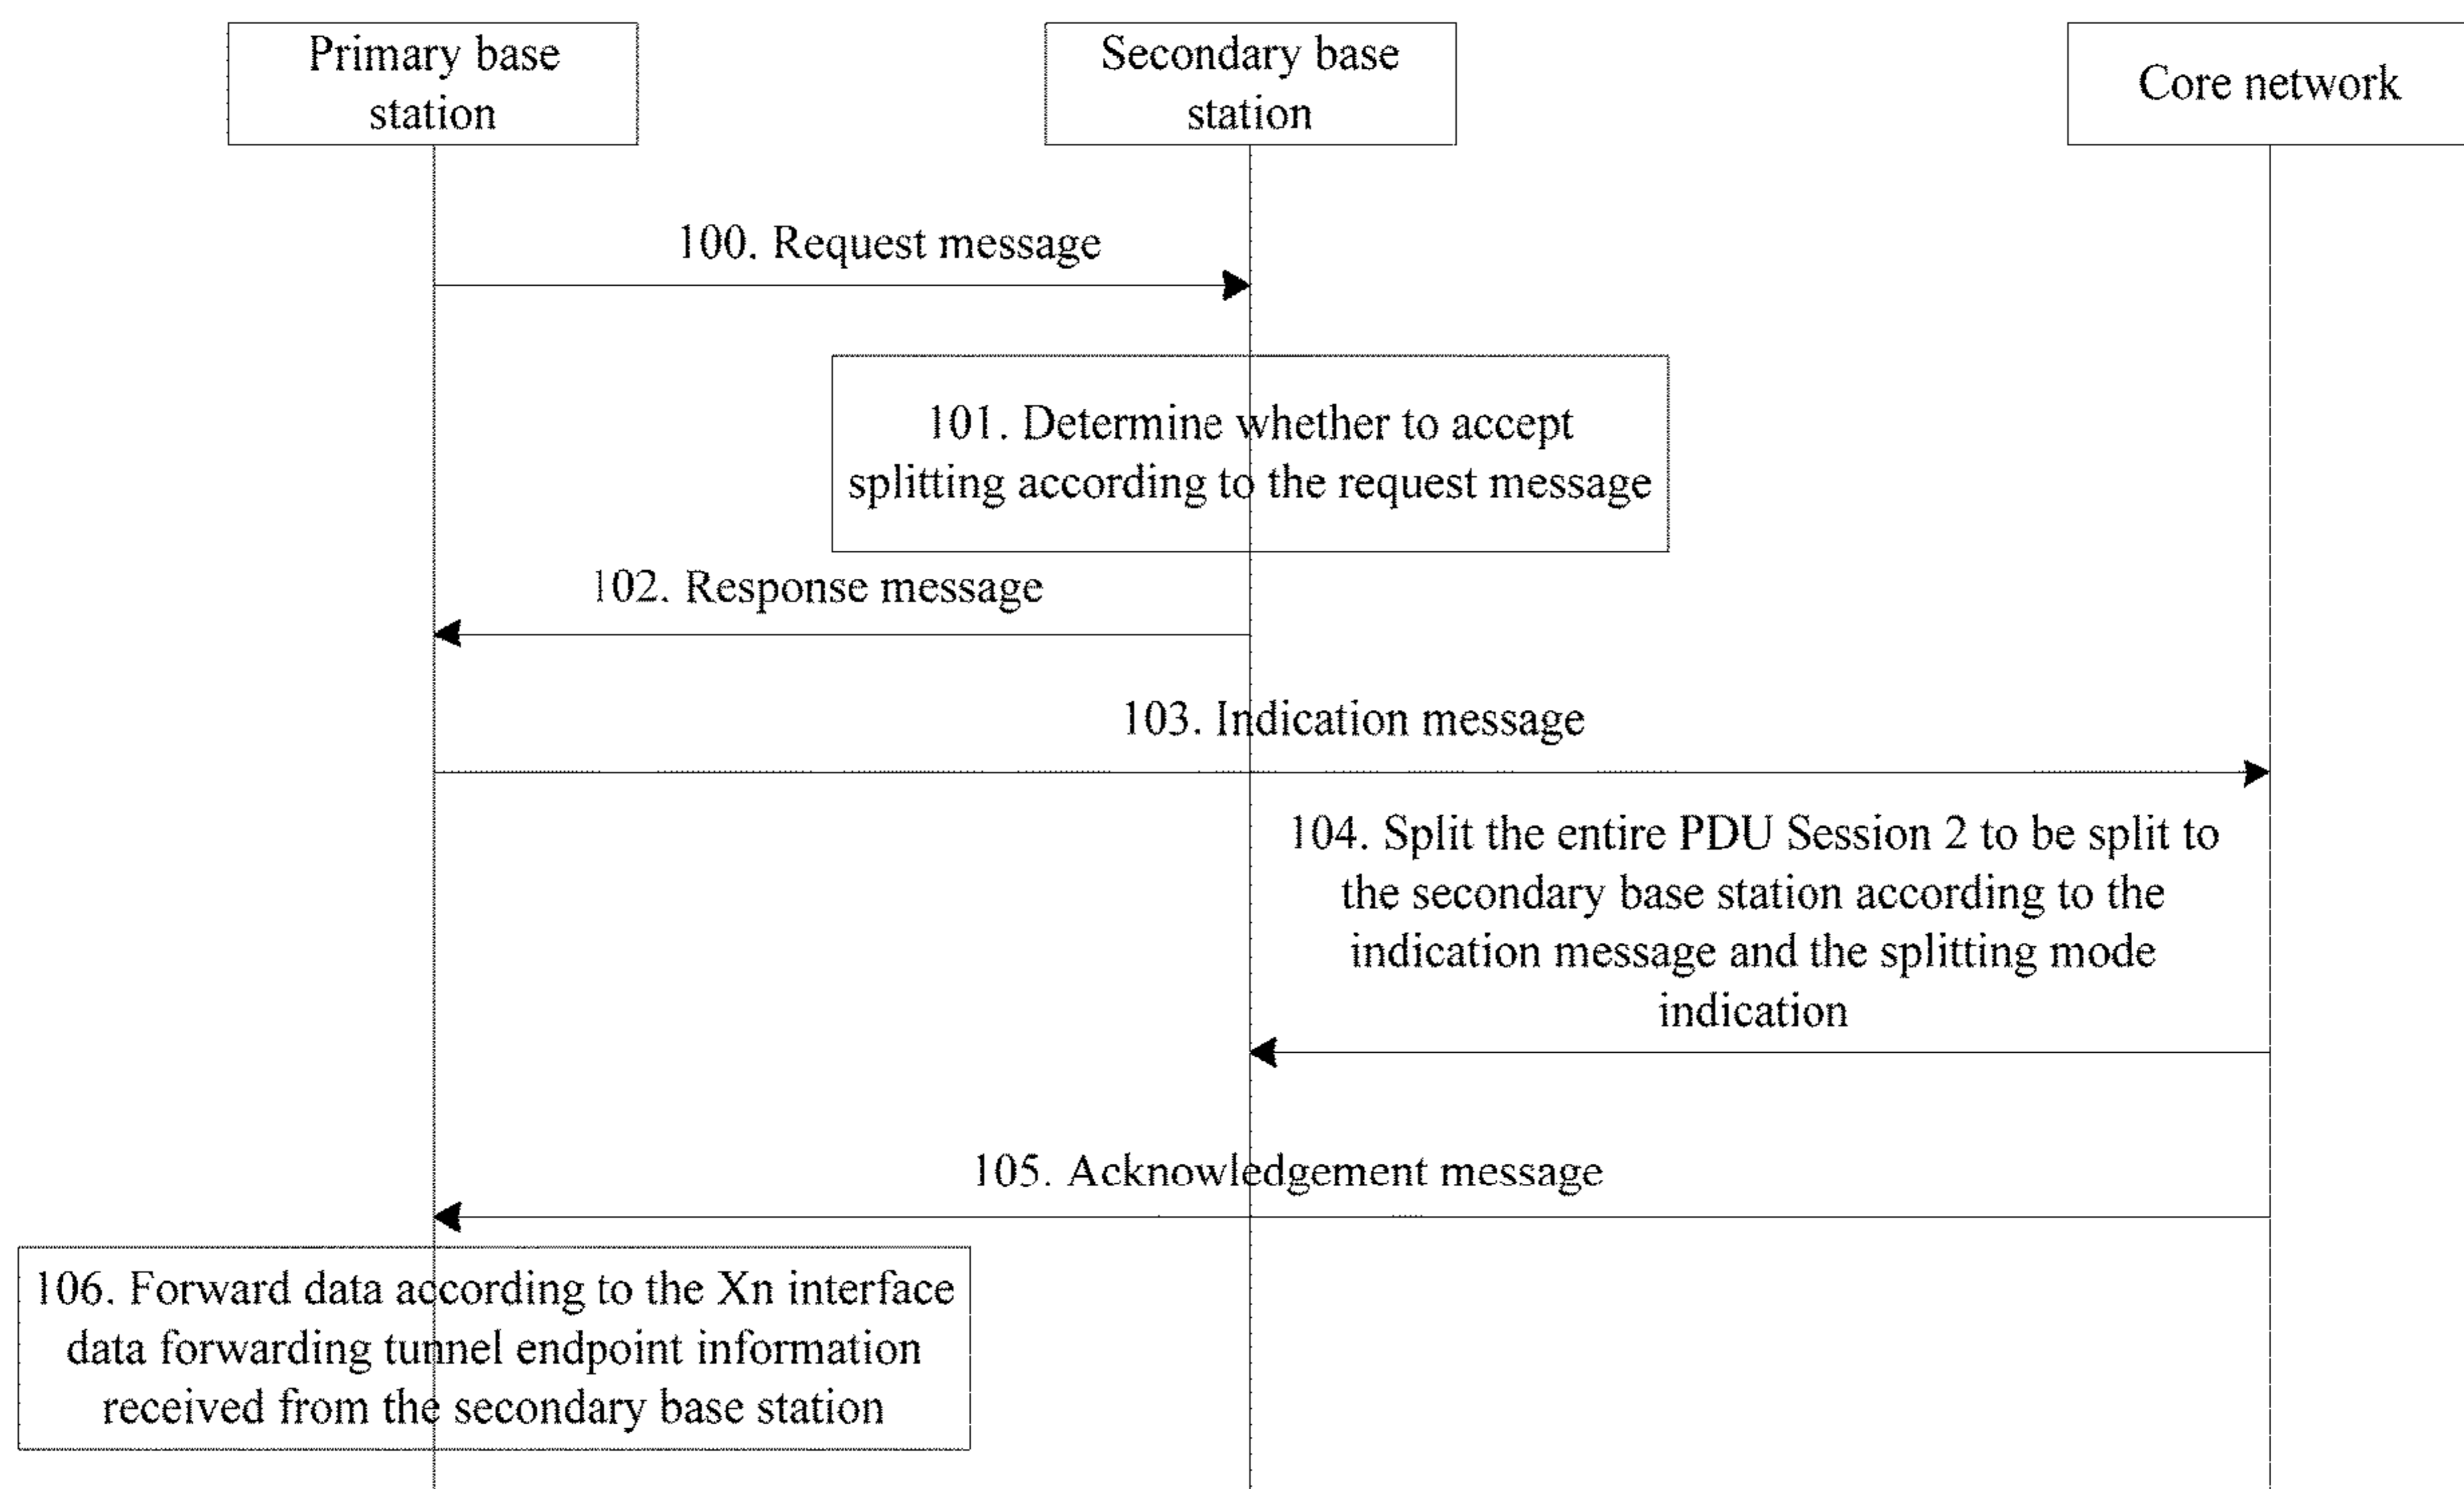 Primary base
station
Secondary base
station
Core network
100. Request message
101. Determine whether to accept
splitting according to the request message
102. Response message
103. Indication message
104. Split the entire PDU Session 2 to be split to
the secondary base station according to the
indication message and the splitting mode
indication
105. Acknowledgement message
106. Forward data according to the Xn interface
data forwarding tunnel endpoint information
received from the secondary base station